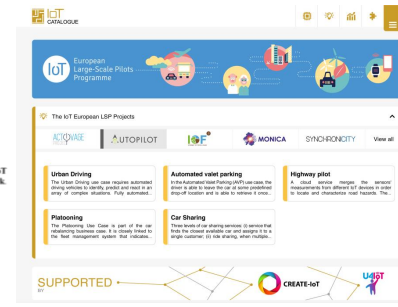 IoT
CATALOGUE
IoT
European
Large-Scale Pilots
Programme
The IoT European LSP Projects
ACTIVAGE
PROJECT
AUTOPILOT
IOF
MONICA
SYNCHRONICITY
View all
Urban Driving
The Urban Driving use case requires automated
driving vehicles to identify, predict and react in an
array of complex situations. Fully automated...
Automated valet parking
In the Automated Valet Parking (AVP) use case, the
driver is able to leave the car at some predefined
drop-off location and is able to retrieve it once...
Highway pilot
A cloud service merges the sensors'
measurements from different IoT devices in order
to locate and characterize road hazards. The...
Platooning
The Platooning Use Case is part of the car
rebalancing business case. It is closely linked to
the fleet management system that indicates...
Car Sharing
Three levels of car sharing services: (i) service that
finds the closest available car and assigns it to a
single customer; (ii) ride sharing, when multiple...
SUPPORTED
BY
CREATE-IoT
U4IoT